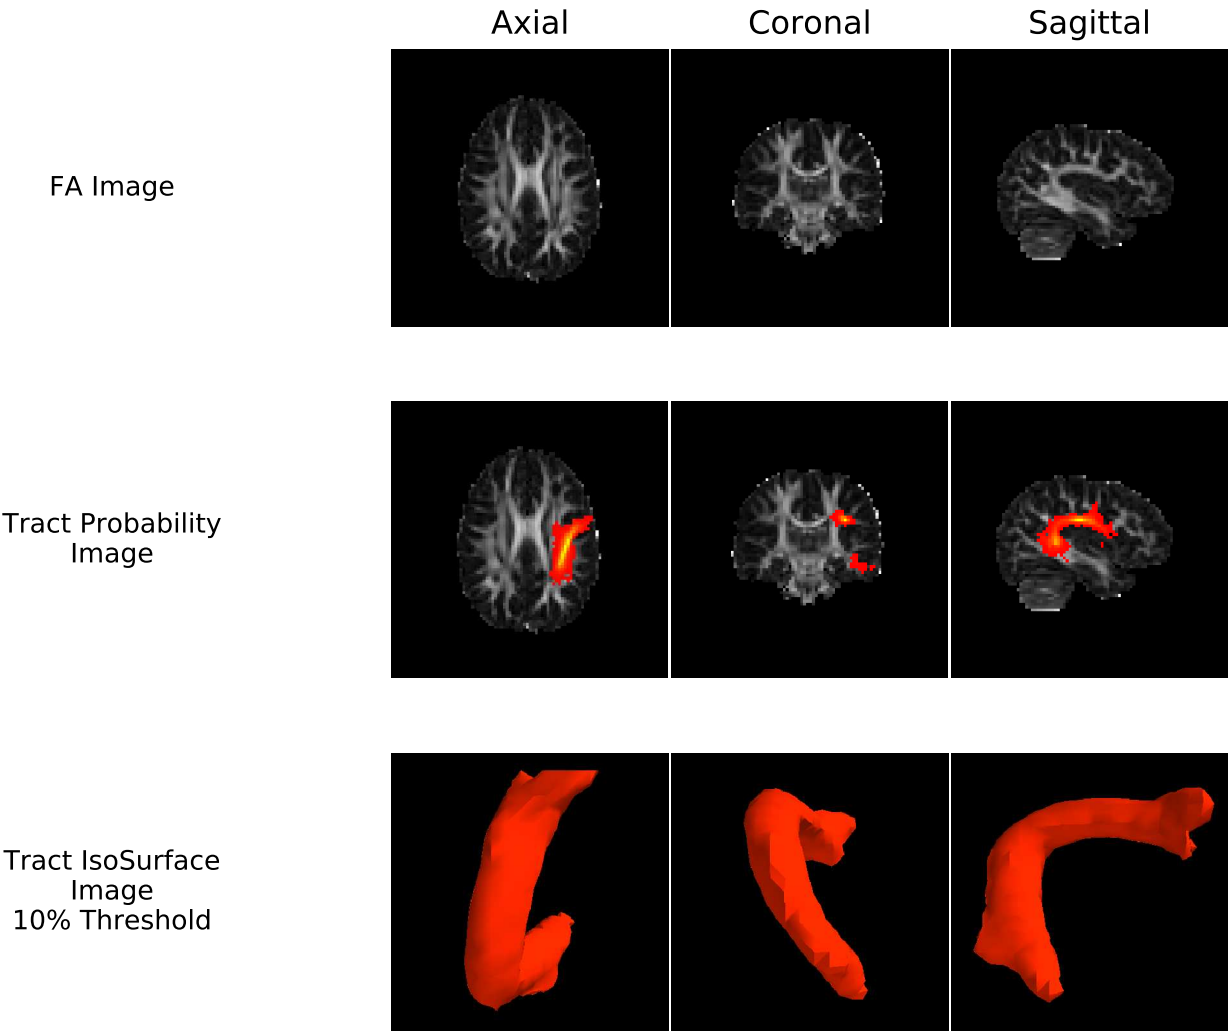 Axial
Coronal
Sagittal
FA Image
Tract Probability
Image
Tract IsoSurface
Image
10% Threshold